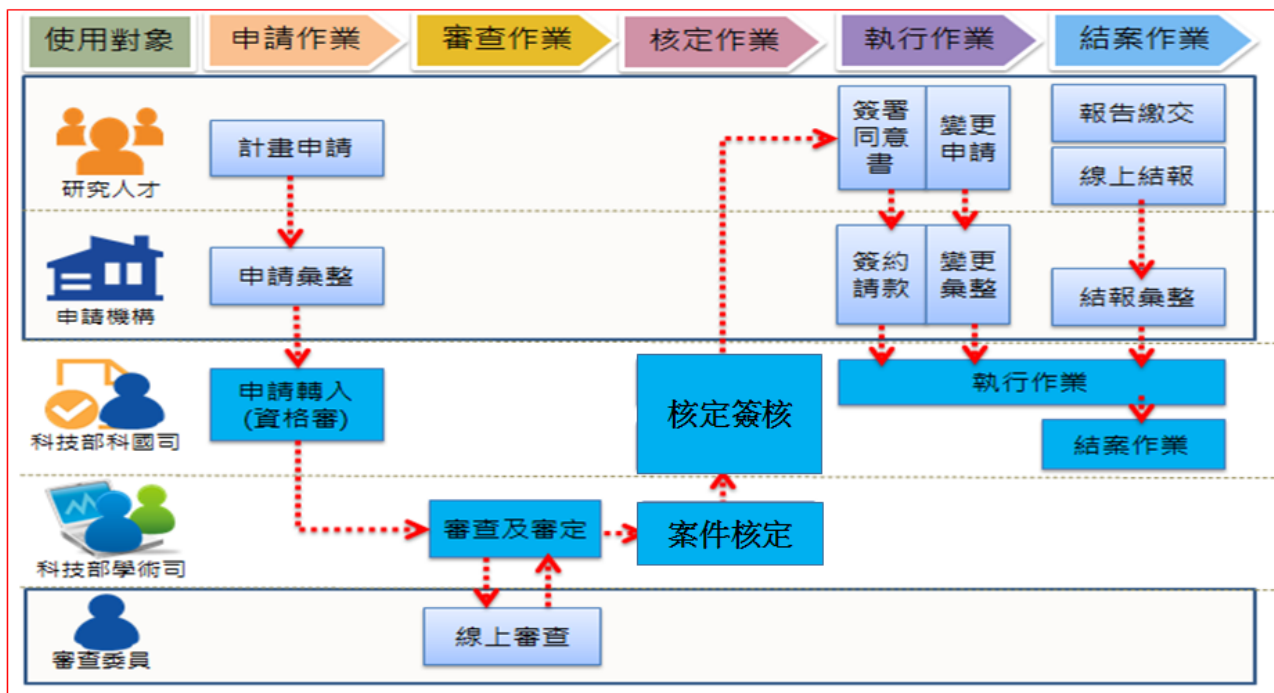 使用對象
申請作業
審查作業
核定作業
執行作業
結案作業
研究人才
計畫申請
簽署
同意
書
變更
申請
報告繳交
線上結報
申請機構
申請彙整
簽約
請款
變更
彙整
結報彙整
科技部科國司
申請轉入
(資格審)
核定簽核
執行作業
結案作業
科技部學術司
審查及審定
案件核定
審查委員
線上審查